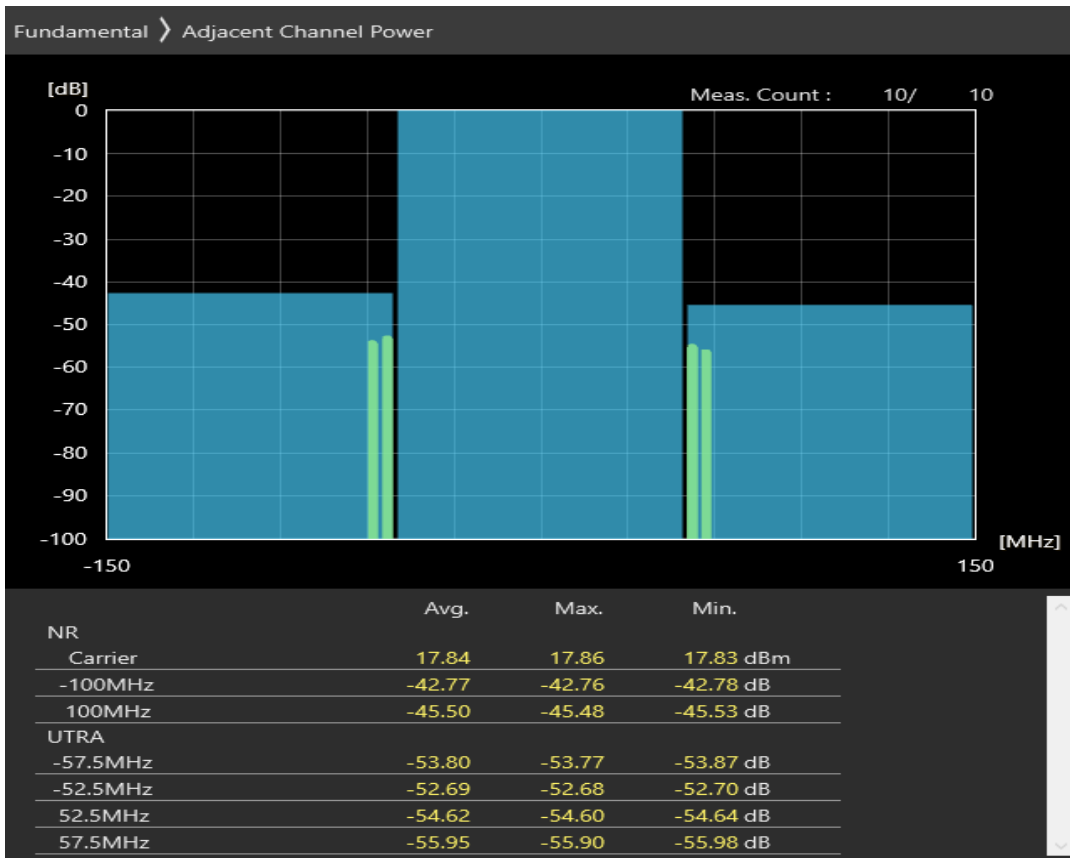 Fundamental 〉 Adjacent Channel Power
[dB]
Meas. Count : 10/ 10
0
-10
-20
-30
-40
-50
-60
-70
-80
-90
-100
[MHz]
-150 150
Avg. Max. Min.
NR
Carrier 17.84 17.86 17.83 dBm
-100MHz -42.77 -42.76 -42.78 dB
100MHz -45.50 -45.48 -45.53 dB
UTRA
-57.5MHz -53.80 -53.77 -53.87 dB
-52.5MHz -52.69 -52.68 -52.70 dB
52.5MHz -54.62 -54.60 -54.64 dB
57.5MHz -55.95 -55.90 -55.98 dB